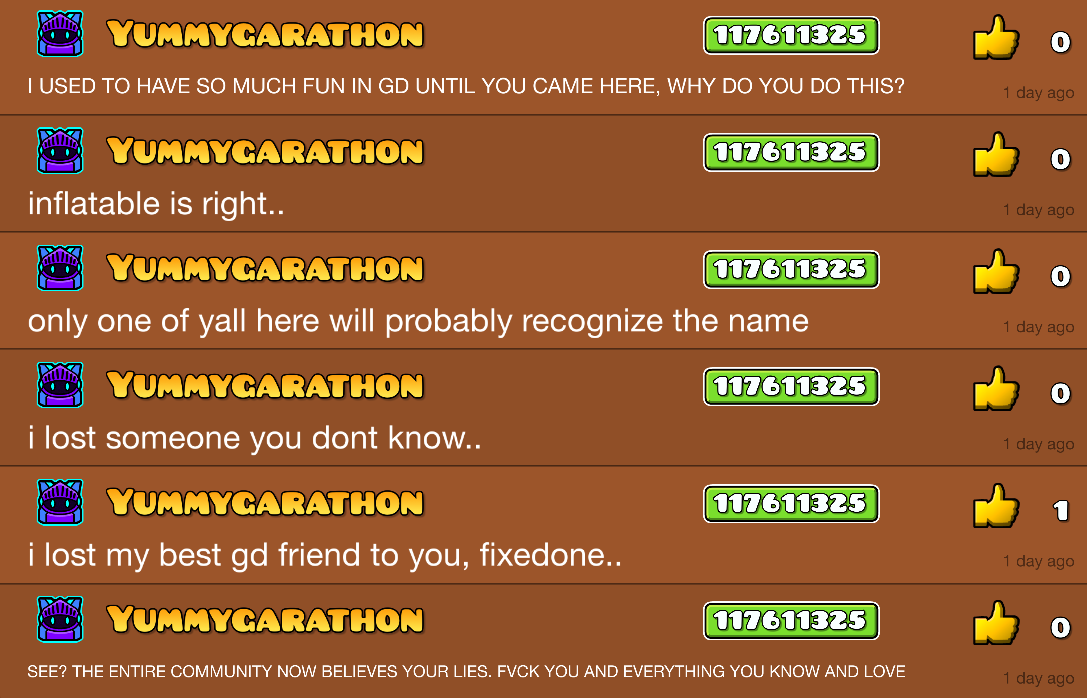 Yummygarathon 117611325 0
I USED TO HAVE SO MUCH FUN IN GD UNTIL YOU CAME HERE, WHY DO YOU DO THIS?
1 day ago
Yummygarathon 117611325 0
inflatable is right..
1 day ago
Yummygarathon 117611325 0
only one of yall here will probably recognize the name
1 day ago
Yummygarathon 117611325 0
i lost someone you dont know..
1 day ago
Yummygarathon 117611325 1
i lost my best gd friend to you, fixedone..
1 day ago
Yummygarathon 117611325 0
SEE? THE ENTIRE COMMUNITY NOW BELIEVES YOUR LIES. FVCK YOU AND EVERYTHING YOU KNOW AND LOVE
1 day ago